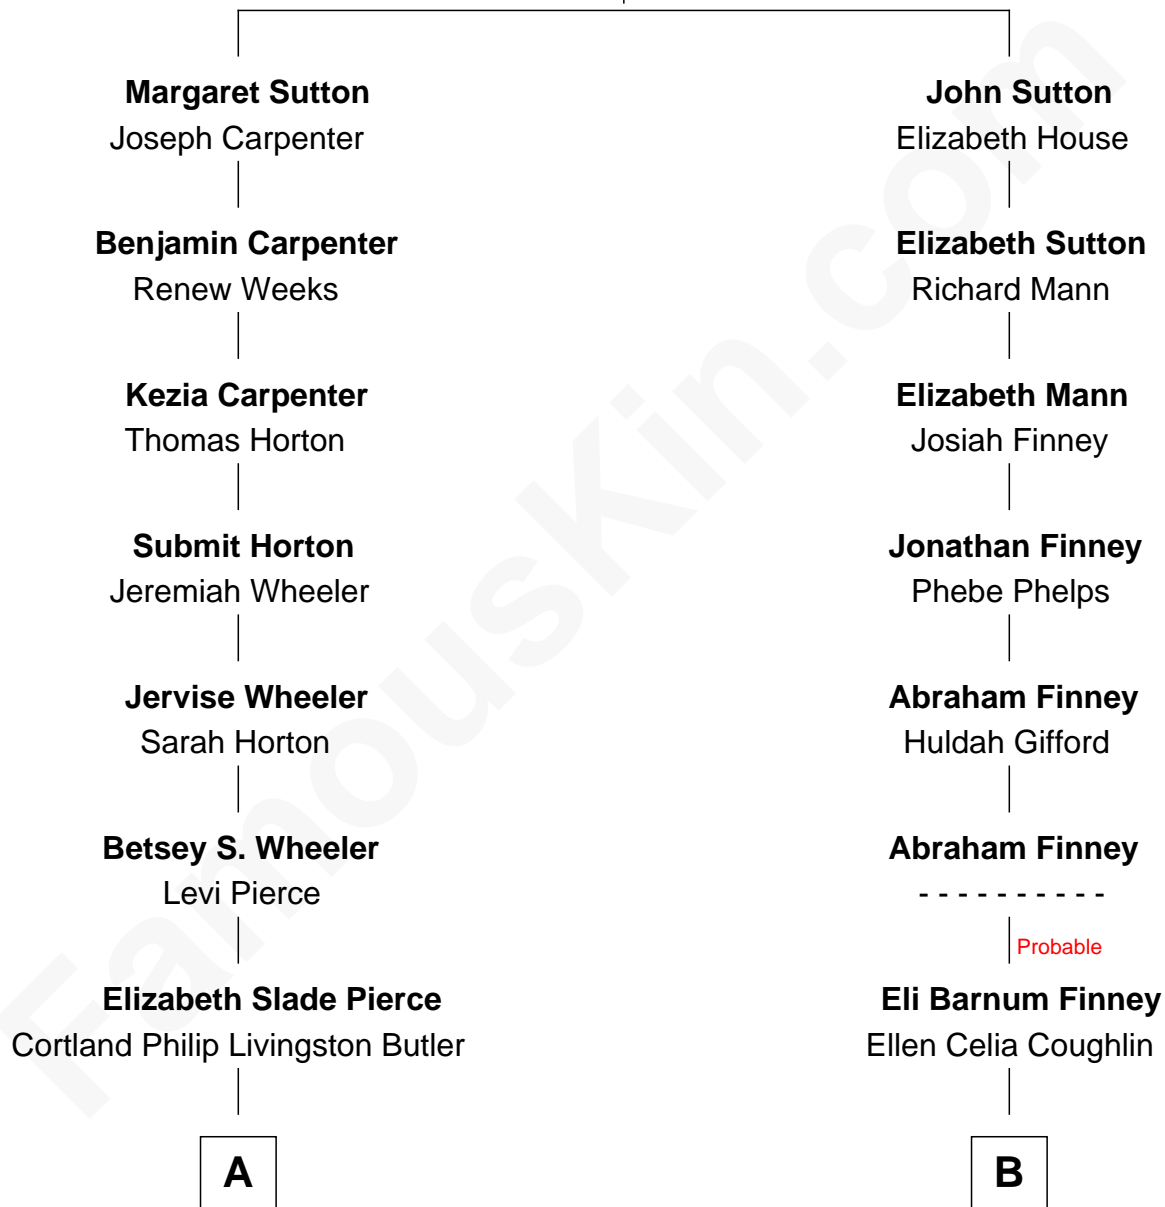 Margaret Sutton
Joseph Carpenter
Benjamin Carpenter
Renew Weeks
Kezia Carpenter
Thomas Horton
Submit Horton
Jeremiah Wheeler
Jervise Wheeler
Sarah Horton
Betsey S. Wheeler
Levi Pierce
Elizabeth Slade Pierce
Cortland Philip Livingston Butler
A
John Sutton
Elizabeth House
Elizabeth Sutton
Richard Mann
Elizabeth Mann
Josiah Finney
Jonathan Finney
Phebe Phelps
Abraham Finney
Huldah Gifford
Abraham Finney
- - - - - - - - - -
Probable
Eli Barnum Finney
Ellen Celia Coughlin
B
FamousKin.com